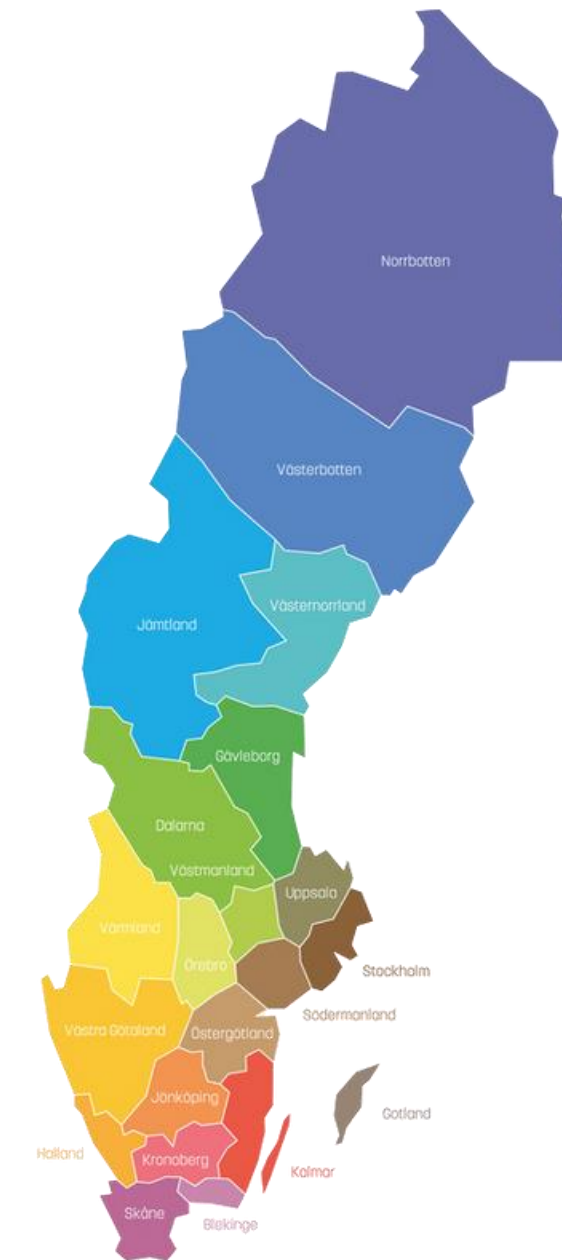 Norrbotten
Västerbotten
Västernorrland
Jämtland
Gävleborg
Dalarna
Västmanland
Uppsala
Värmland
Örebro
Stockholm
Södermanland
Västra Götaland
Östergötland
Jönköping
Gotland
Halland
Kronoberg
Kalmar
Skåne
Blekinge